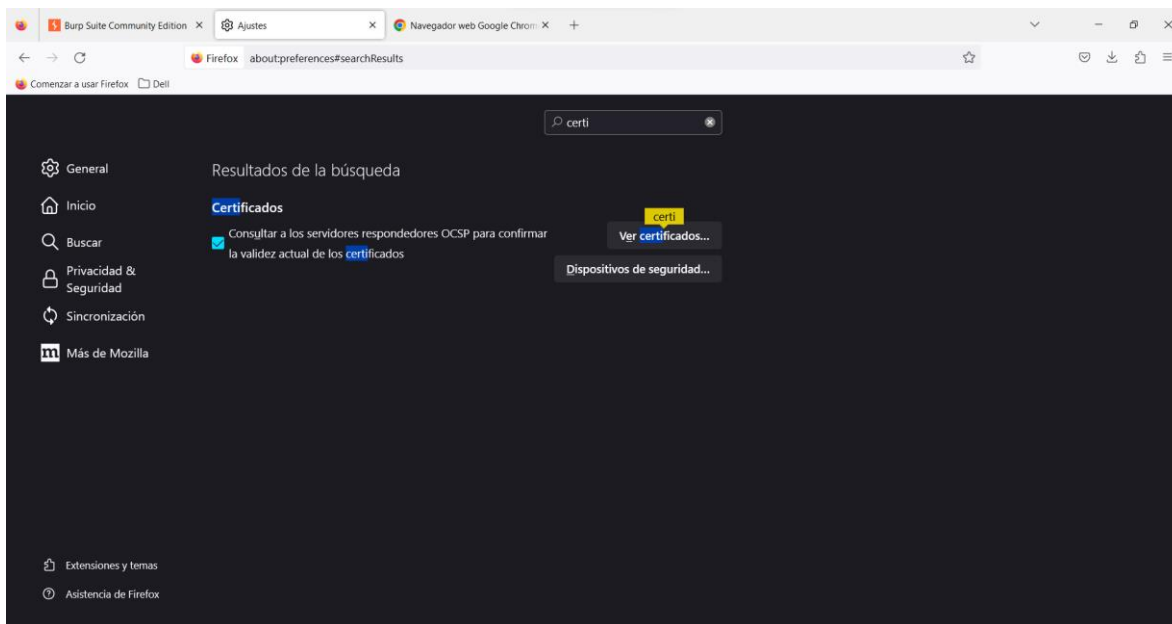 Burp Suite Community Edition
Ajustes
Navegador web Google Chrom
Firefox about:preferences#searchResults
Comenzar a usar Firefox Dell
certi
General
Resultados de la búsqueda
Inicio
Certificados
certi
Buscar
Consultar a los servidores respondedores OCSP para confirmar
la validez actual de los certificados
Ver certificados...
Privacidad &
Seguridad
Dispositivos de seguridad...
Sincronización
m Más de Mozilla
Extensiones y temas
Asistencia de Firefox